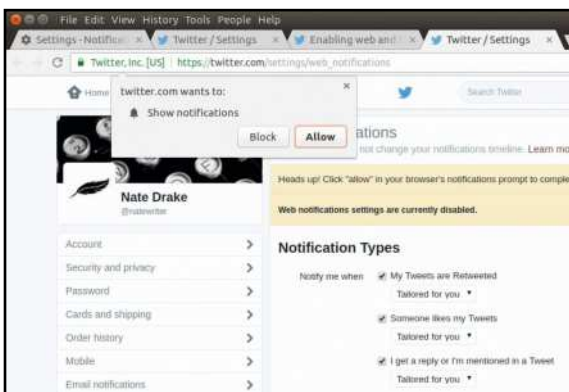 File Edit View History Tools People Help
Settings - Notificat × Twitter / Settings × Enabling web and × Twitter / Settings ×
Twitter, Inc. [US] https://twitter.com/settings/web_notifications
Home
Search Twitter
twitter.com wants to: ×
Show notifications
Block Allow
ations
not change your notifications timeline. Learn mo
Heads up! Click "allow" in your browser's notifications prompt to comple
Web notifications settings are currently disabled.
Nate Drake
@natewriter
Account
Security and privacy
Password
Cards and shipping
Order history
Mobile
Email notifications
Notification Types
Notify me when
My Tweets are Retweeted
Tailored for you
Someone likes my Tweets
Tailored for you
I get a reply or I'm mentioned in a Tweet
Tailored for you